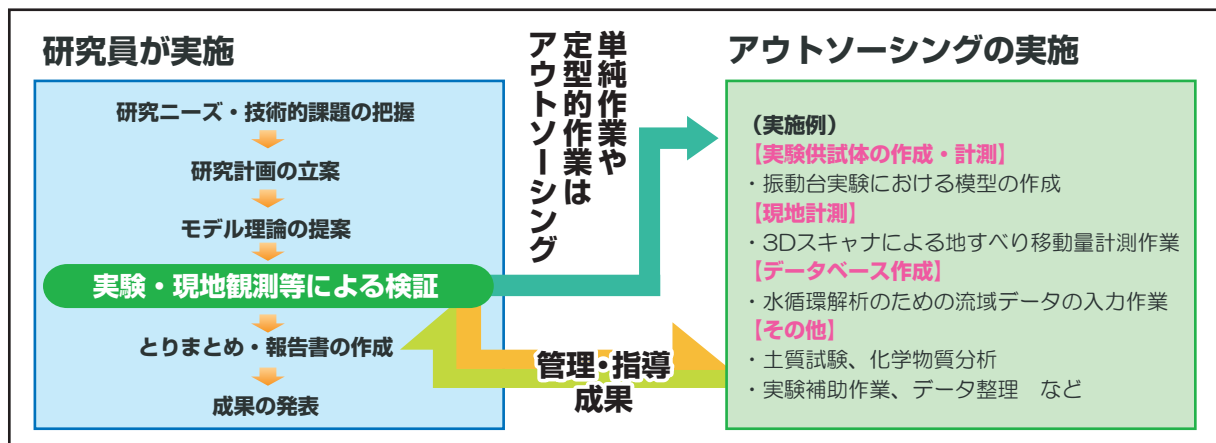 研究員が実施
研究ニーズ・技術的課題の把握
研究計画の立案
モデル理論の提案
実験・現地観測等による検証
とりまとめ・報告書の作成
成果の発表
単純作業や
定型的作業は
アウトソーシング
管理・指導
成果
アウトソーシングの実施
（実施例）
【実験供試体の作成・計測】
・振動台実験における模型の作成
【現地計測】
・3Dスキャナによる地すべり移動量計測作業
【データベース作成】
・水循環解析のための流域データの入力作業
【その他】
・土質試験、化学物質分析
・実験補助作業、データ整理　など